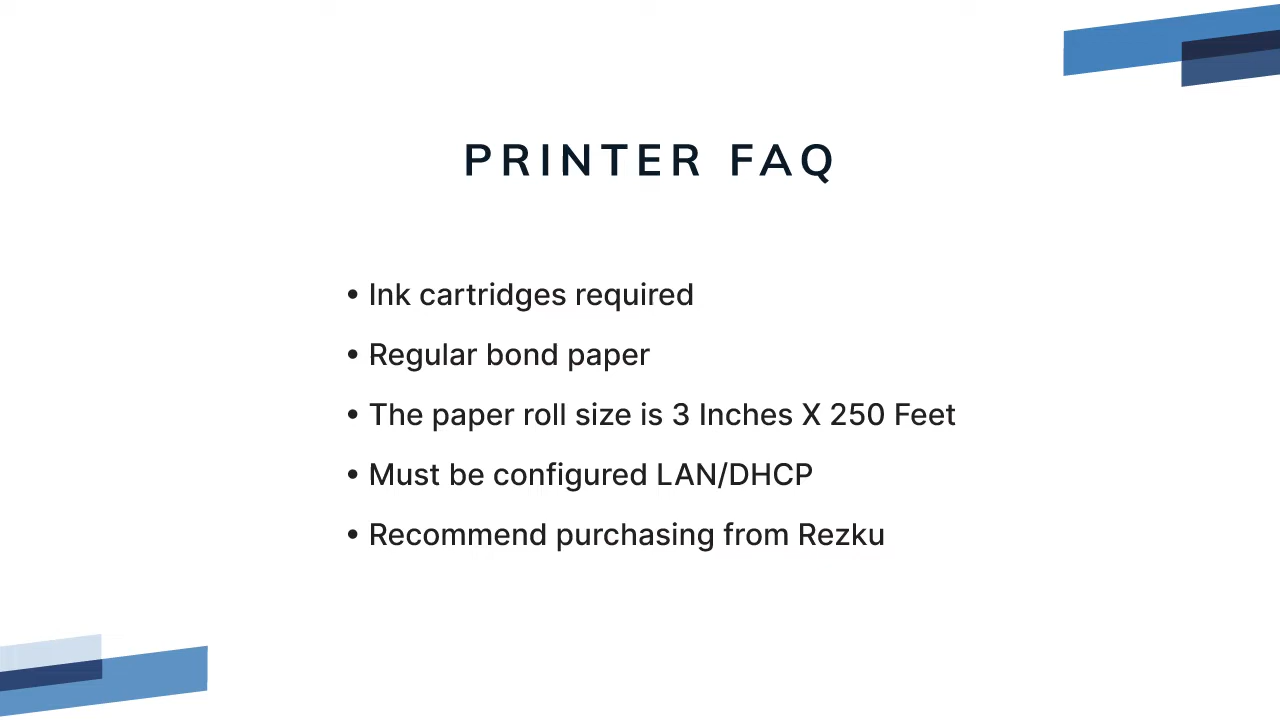 PRINTER FAQ
• Ink cartridges required
• Regular bond paper
• The paper roll size is 3 Inches X 250 Feet
• Must be configured LAN/DHCP
• Recommend purchasing from Rezku